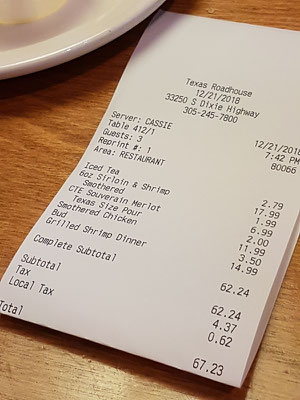 Texas Roadhouse
12/21/2018
33250 S Dixie Highway
305-245-7800
Server: CASSIE 12/21/2018
Table 412/1 7:42 PM
Guests: 3 80066
Reprint #: 1
Area: RESTAURANT
Iced Tea 2.79
6oz Sirloin & Shrimp 17.99
Smothered 1.99
CTE Souverain Merlot 6.99
Texas Size Pour 2.00
Smothered Chicken 11.99
Bud 3.50
Grilled Shrimp Dinner 14.99
Complete Subtotal 62.24
Subtotal 62.24
Tax 4.37
Local Tax 0.62
Total 67.23